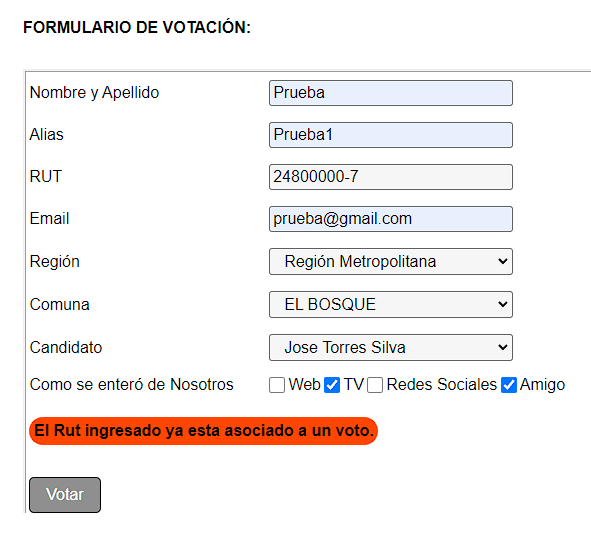 FORMULARIO DE VOTACIÓN:
Nombre y Apellido Prueba
Alias Prueba1
RUT 24800000-7
Email prueba@gmail.com
Región Región Metropolitana
Comuna EL BOSQUE
Candidato Jose Torres Silva
Como se enteró de Nosotros Web TV Redes Sociales Amigo
El Rut ingresado ya esta asociado a un voto.
Votar